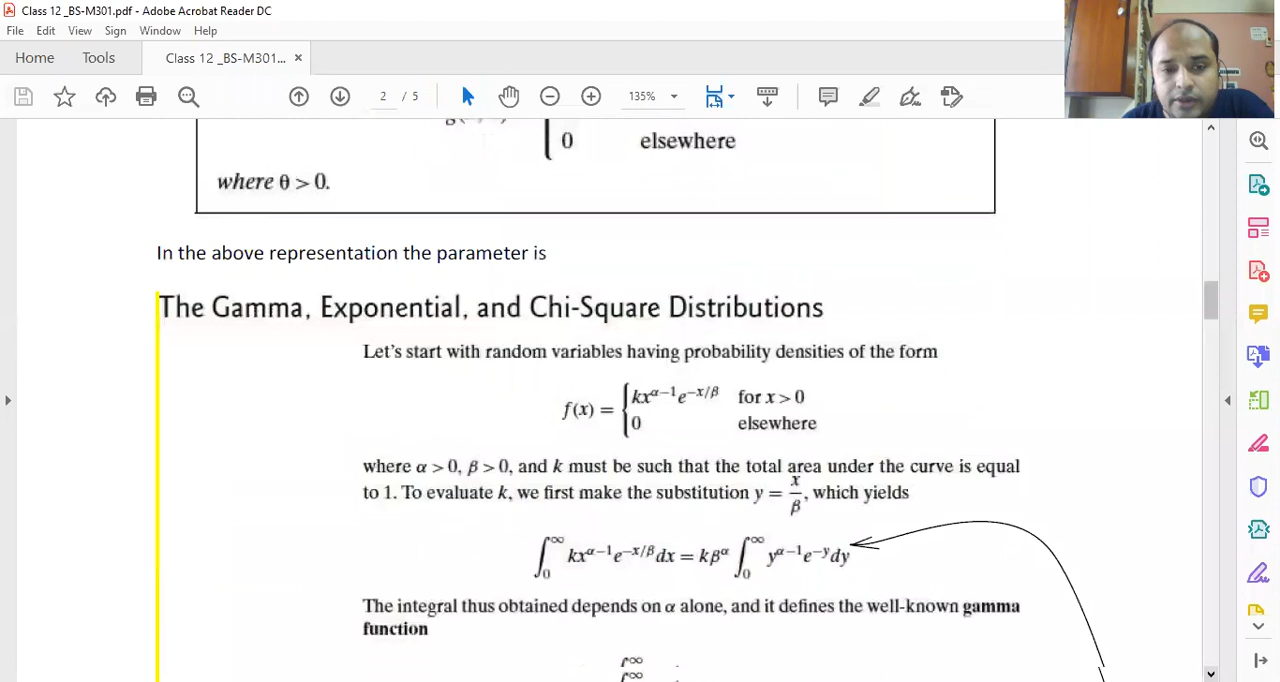 Class 12 _BS-M301.pdf - Adobe Acrobat Reader DC
File Edit View Sign Window Help
Home Tools Class 12 _BS-M301... ×
2 / 5 135%
0 elsewhere
where θ > 0.
In the above representation the parameter is
The Gamma, Exponential, and Chi-Square Distributions
Let's start with random variables having probability densities of the form
f(x) = { kx^{α−1}e^{−x/β} for x > 0
0 elsewhere
where α > 0, β > 0, and k must be such that the total area under the curve is equal
to 1. To evaluate k, we first make the substitution y = x/β, which yields
∫_0^∞ kx^{α−1}e^{−x/β}dx = kβ^α ∫_0^∞ y^{α−1}e^{−y}dy
The integral thus obtained depends on α alone, and it defines the well-known gamma
function